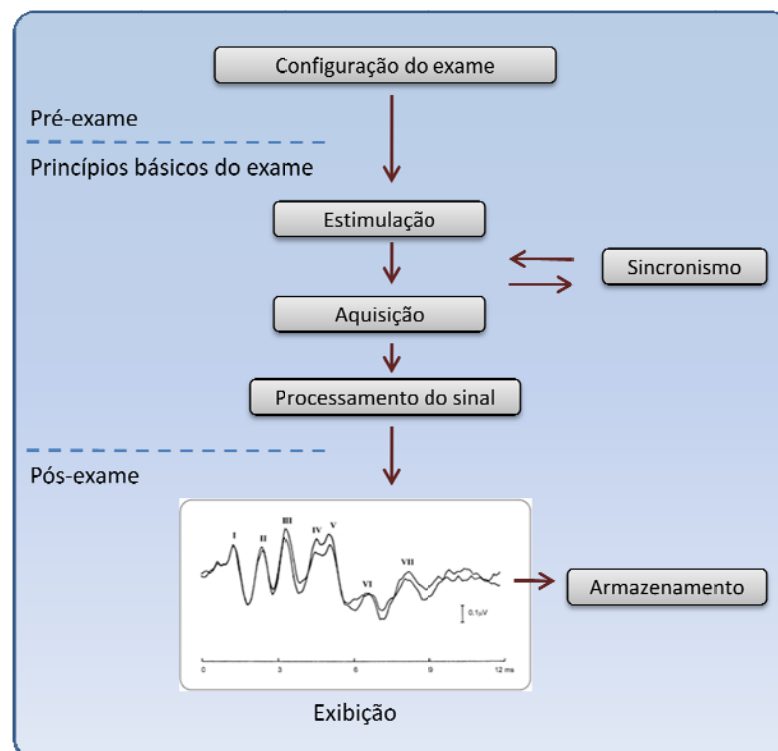 Configuração do exame
Pré-exame
Princípios básicos do exame
Estimulação
Sincronismo
Aquisição
Processamento do sinal
Pós-exame
I II III IV V VI VII
0.1µV
0 3 6 9 12 ms
Armazenamento
Exibição